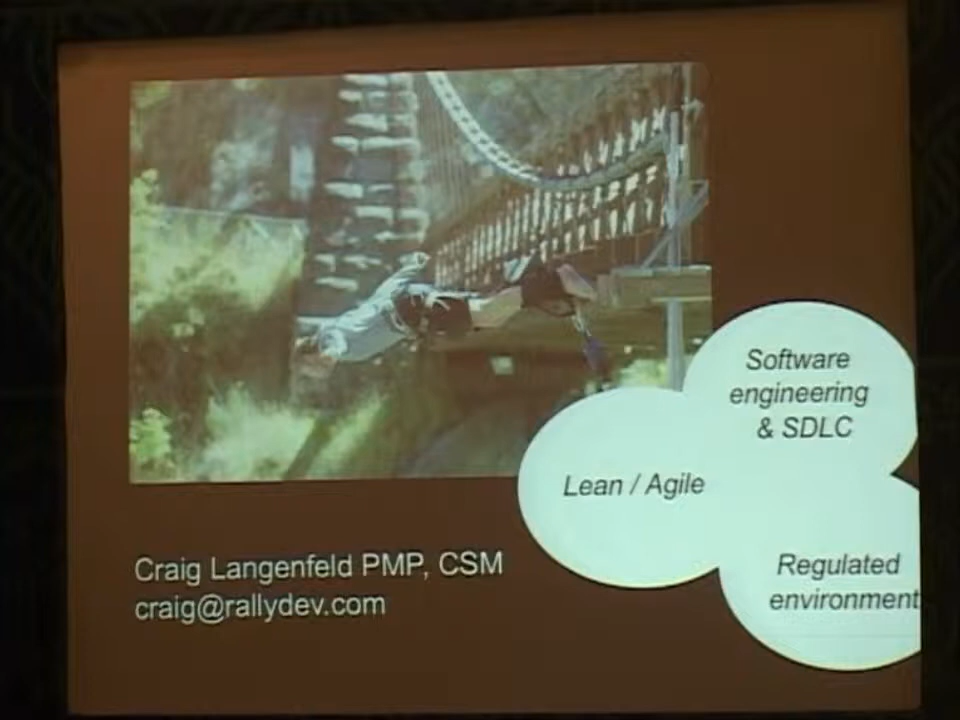 Software
engineering
& SDLC
Lean / Agile
Regulated
environment
Craig Langenfeld PMP, CSM
craig@rallydev.com